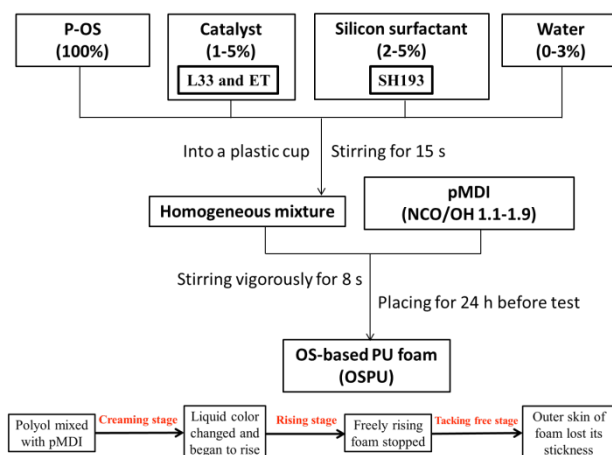 P-OS
(100%)
Catalyst
(1-5%)
L33 and ET
Silicon surfactant
(2-5%)
SH193
Water
(0-3%)
Into a plastic cup
Stirring for 15 s
Homogeneous mixture
pMDI
(NCO/OH 1.1-1.9)
Stirring vigorously for 8 s
Placing for 24 h before test
OS-based PU foam
(OSPU)
Polyol mixed
with pMDI
Creaming stage
Liquid color
changed and
began to rise
Rising stage
Freely rising
foam stopped
Tacking free stage
Outer skin of
foam lost its
stickness